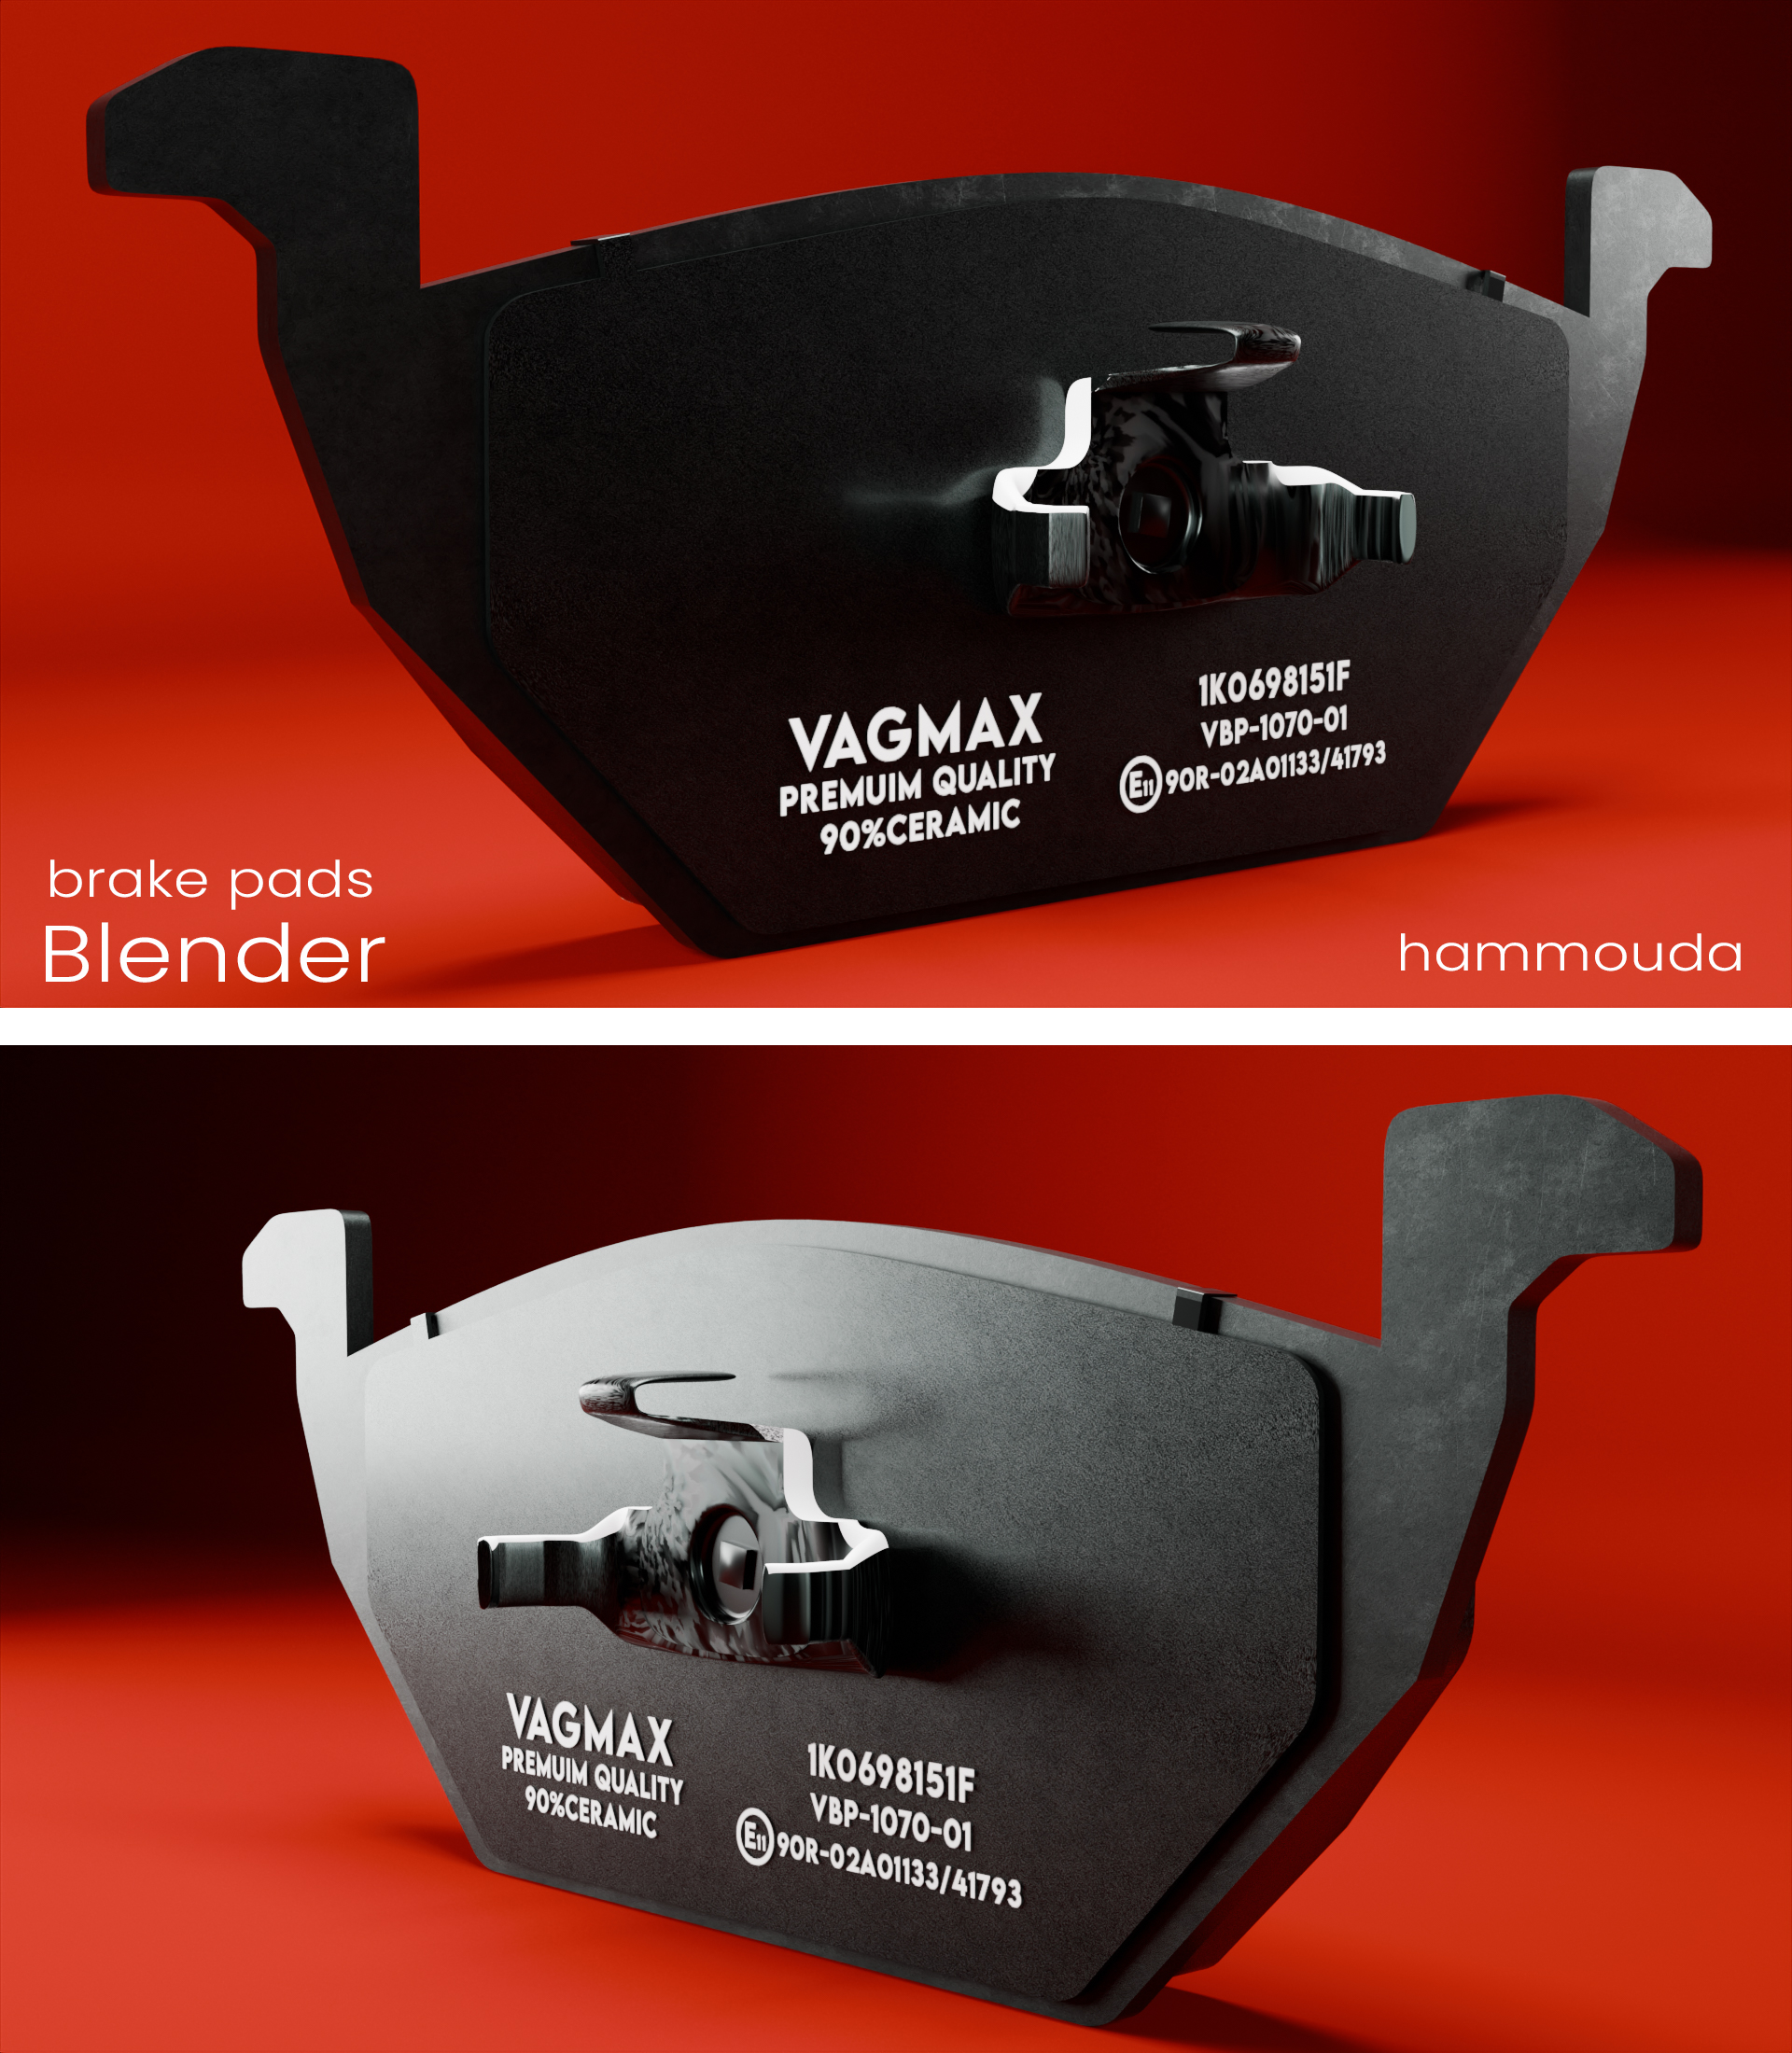 VAGMAX
PREMUIM QUALITY
90%CERAMIC
1K0698151F
VBP-1070-01
E11 90R-02A01133/41793
brake pads
Blender
hammouda
VAGMAX
PREMUIM QUALITY
90%CERAMIC
1K0698151F
VBP-1070-01
E11 90R-02A01133/41793